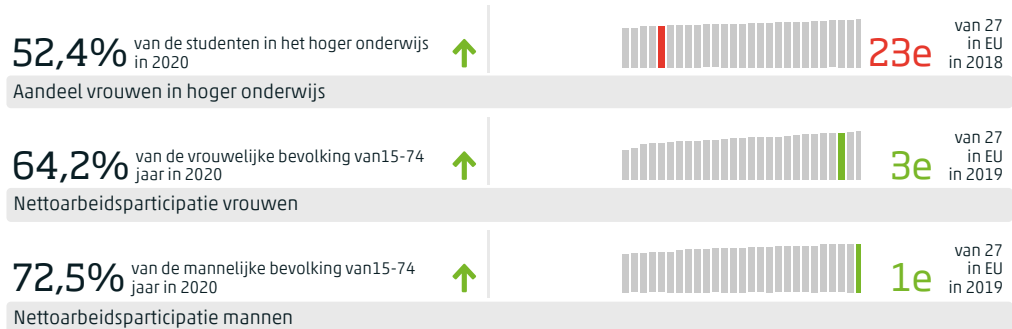 52,4% van de studenten in het hoger onderwijs
in 2020
23e
van 27
in EU
in 2018
Aandeel vrouwen in hoger onderwijs
64,2% van de vrouwelijke bevolking van15-74
jaar in 2020
3e
van 27
in EU
in 2019
Nettoarbeidsparticipatie vrouwen
72,5% van de mannelijke bevolking van15-74
jaar in 2020
1e
van 27
in EU
in 2019
Nettoarbeidsparticipatie mannen